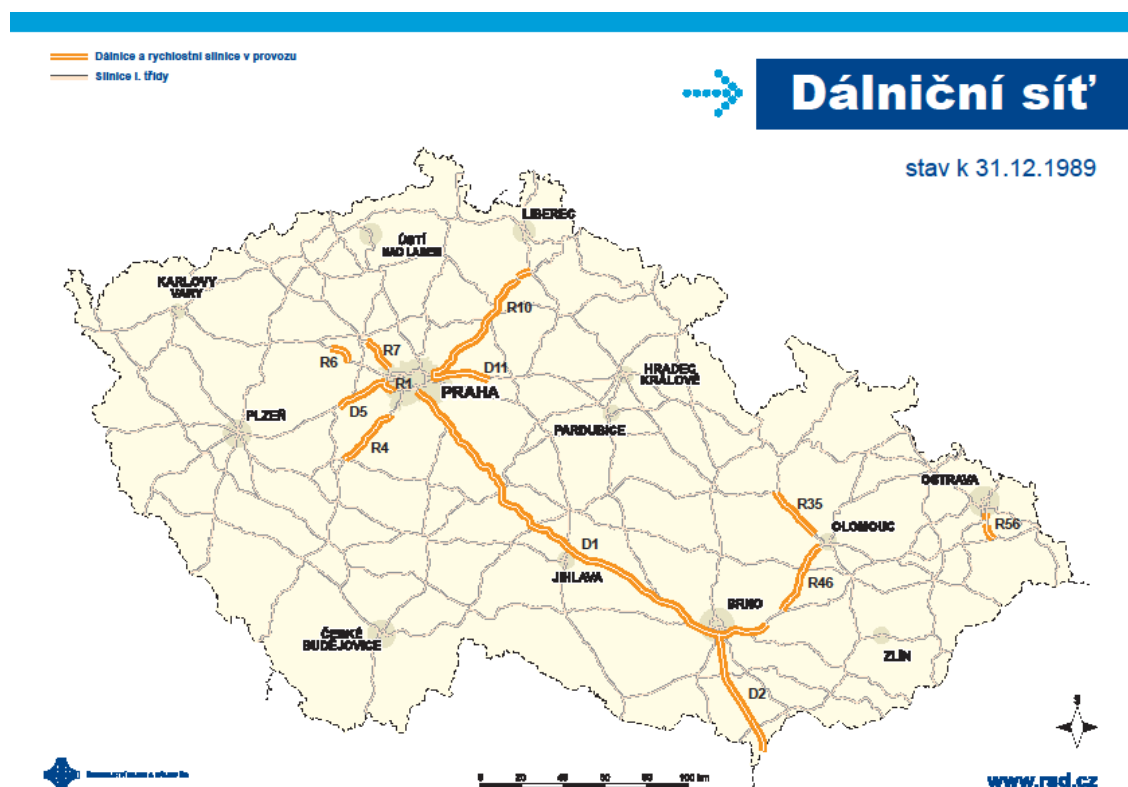 Dálnice a rychlostní silnice v provozu
Silnice I. třídy
Dálniční síť
stav k 31.12.1989
LIBEREC
ÚSTÍ
NAD LABEM
KARLOVY
VARY
R10
R7
R6
D11
HRADEC
KRÁLOVÉ
R1
PRAHA
D5
PLZEŇ
PARDUBICE
R4
OSTRAVA
R35
R56
OLOMOUC
D1
JIHLAVA
R46
BRNO
ČESKÉ
BUDĚJOVICE
ZLÍN
D2
S
0 20 40 60 80 100 km
www.rsd.cz